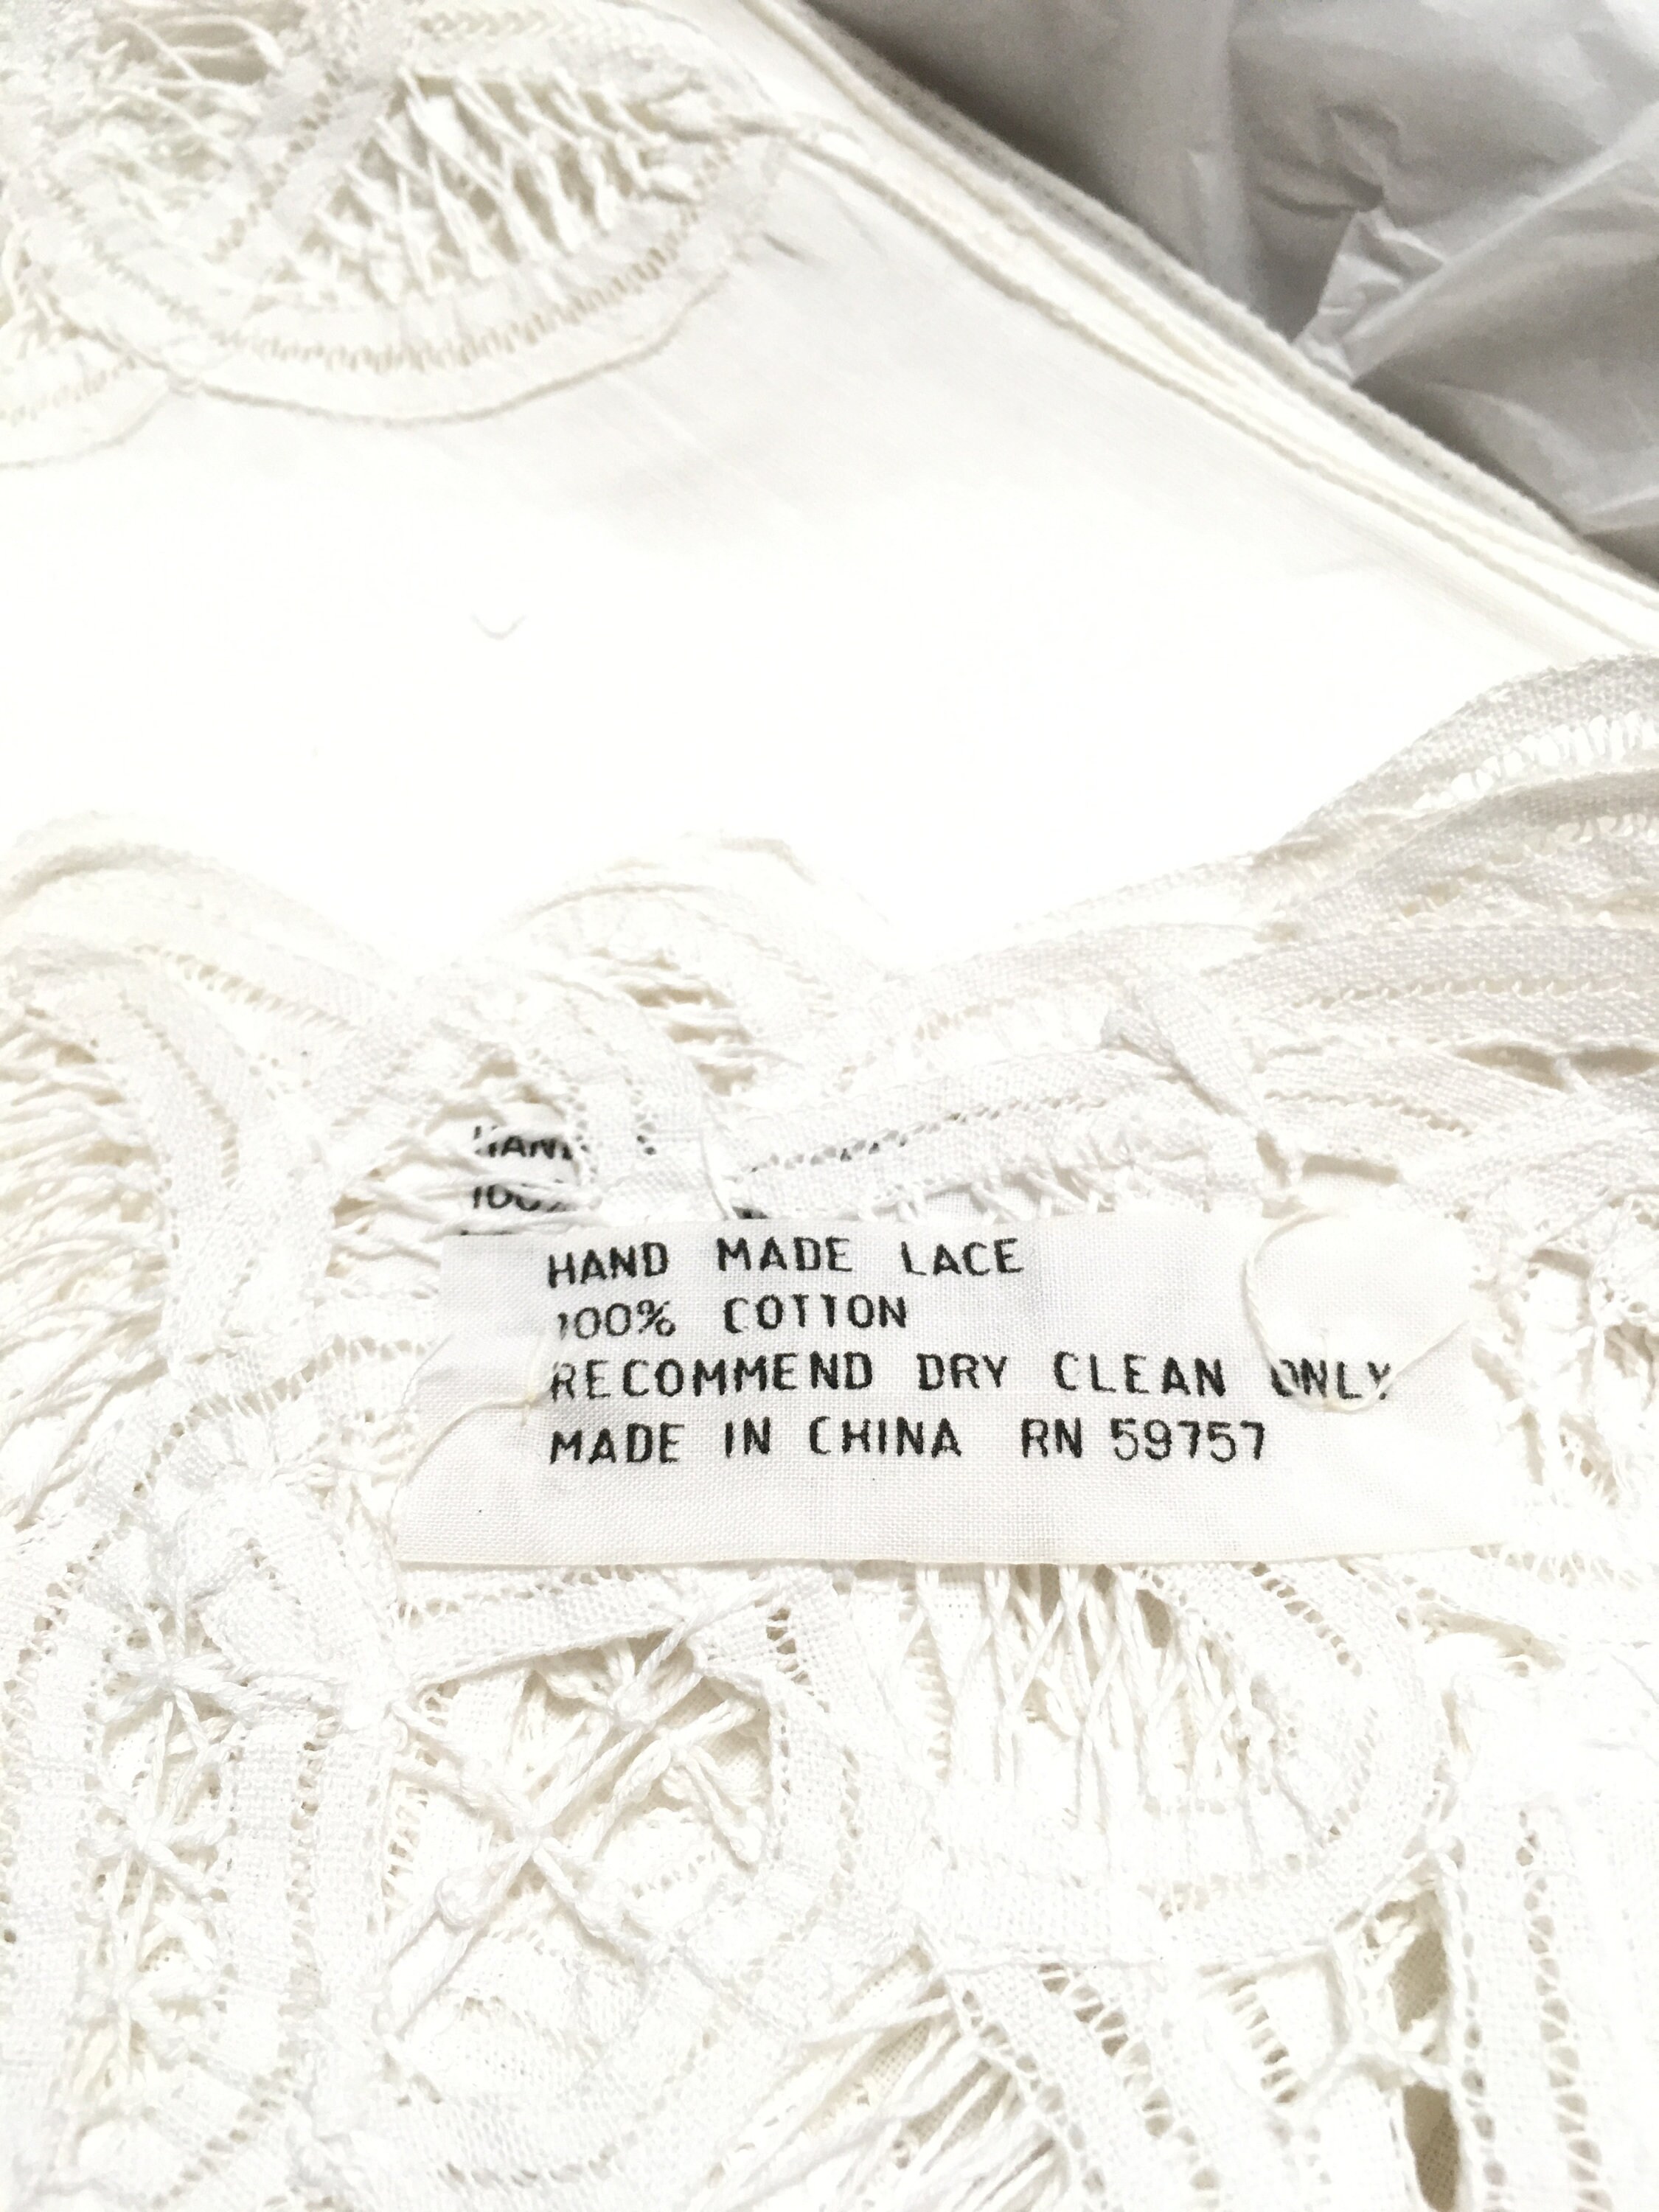 HAND MADE LACE
100% COTTON
RECOMMEND DRY CLEAN ONLY
MADE IN CHINA RN 59757